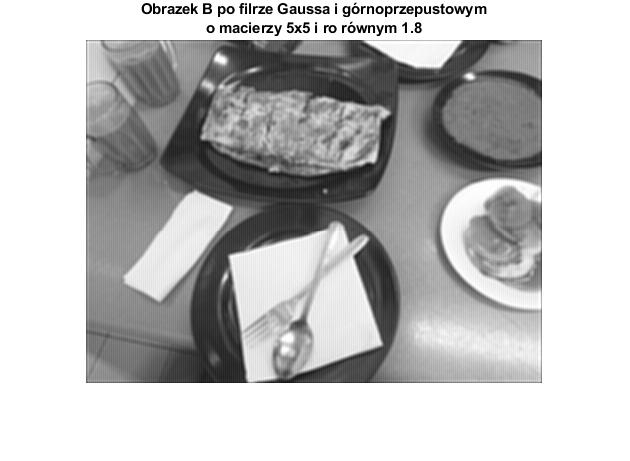 Obrazek B po filrze Gaussa i górnoprzepustowym
o macierzy 5x5 i ro równym 1.8